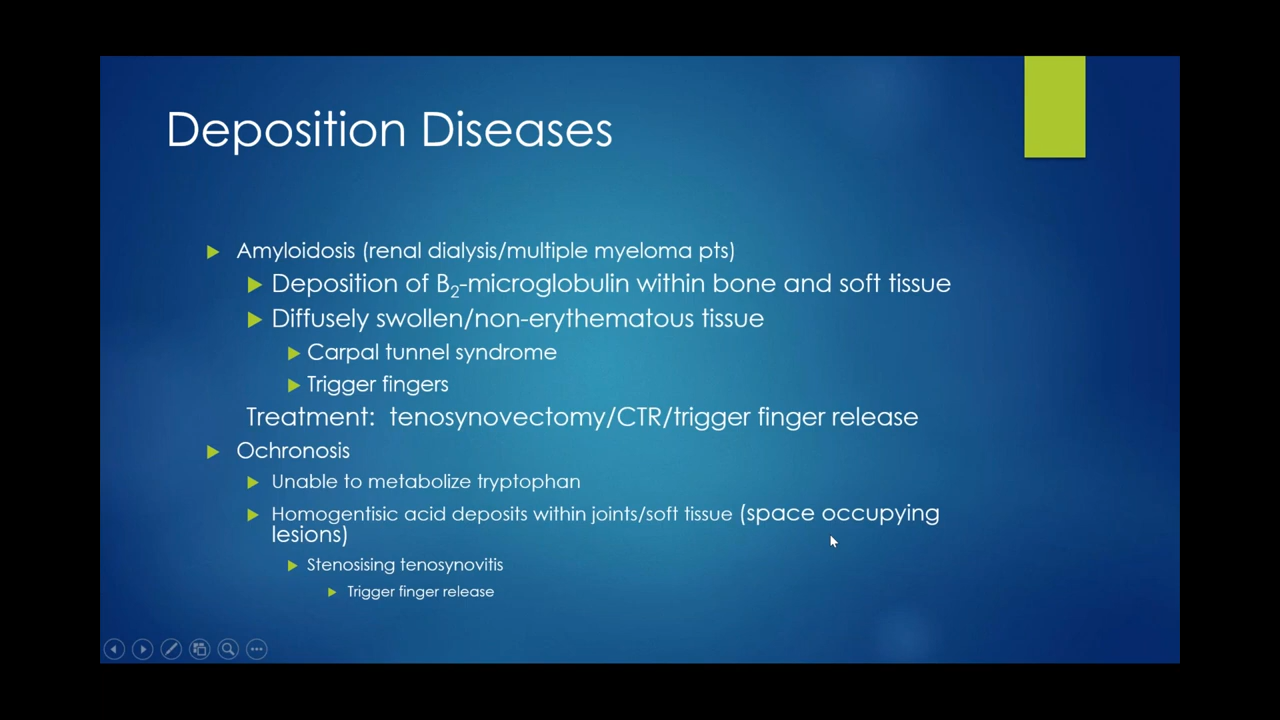 Deposition Diseases
Amyloidosis (renal dialysis/multiple myeloma pts)
Deposition of B2-microglobulin within bone and soft tissue
Diffusely swollen/non-erythematous tissue
Carpal tunnel syndrome
Trigger fingers
Treatment: tenosynovectomy/CTR/trigger finger release
Ochronosis
Unable to metabolize tryptophan
Homogentisic acid deposits within joints/soft tissue (space occupying
lesions)
Stenosising tenosynovitis
Trigger finger release